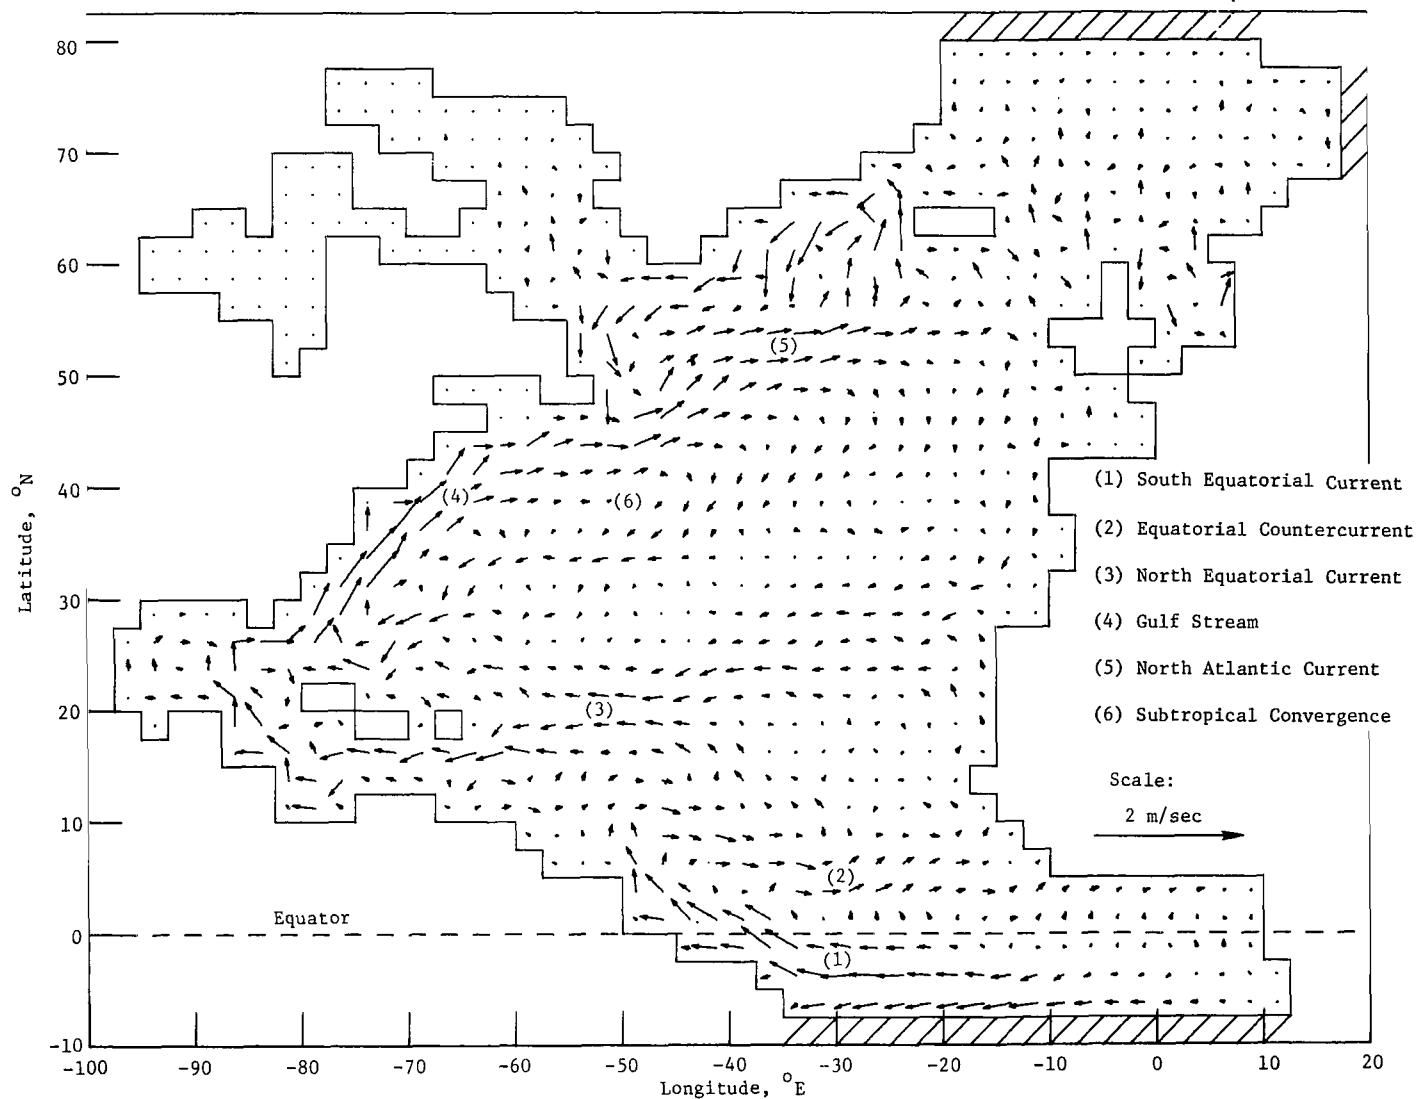 80
70
60
(5)
50
Latitude, °N
40
(4)
(6)
(1) South Equatorial Current
(2) Equatorial Countercurrent
(3) North Equatorial Current
30
(4) Gulf Stream
(5) North Atlantic Current
20
(3)
(6) Subtropical Convergence
Scale:
2 m/sec
10
(2)
Equator
0
(1)
-10
-100 -90 -80 -70 -60 -50 -40 -30 -20 -10 0 10 20
Longitude, °E